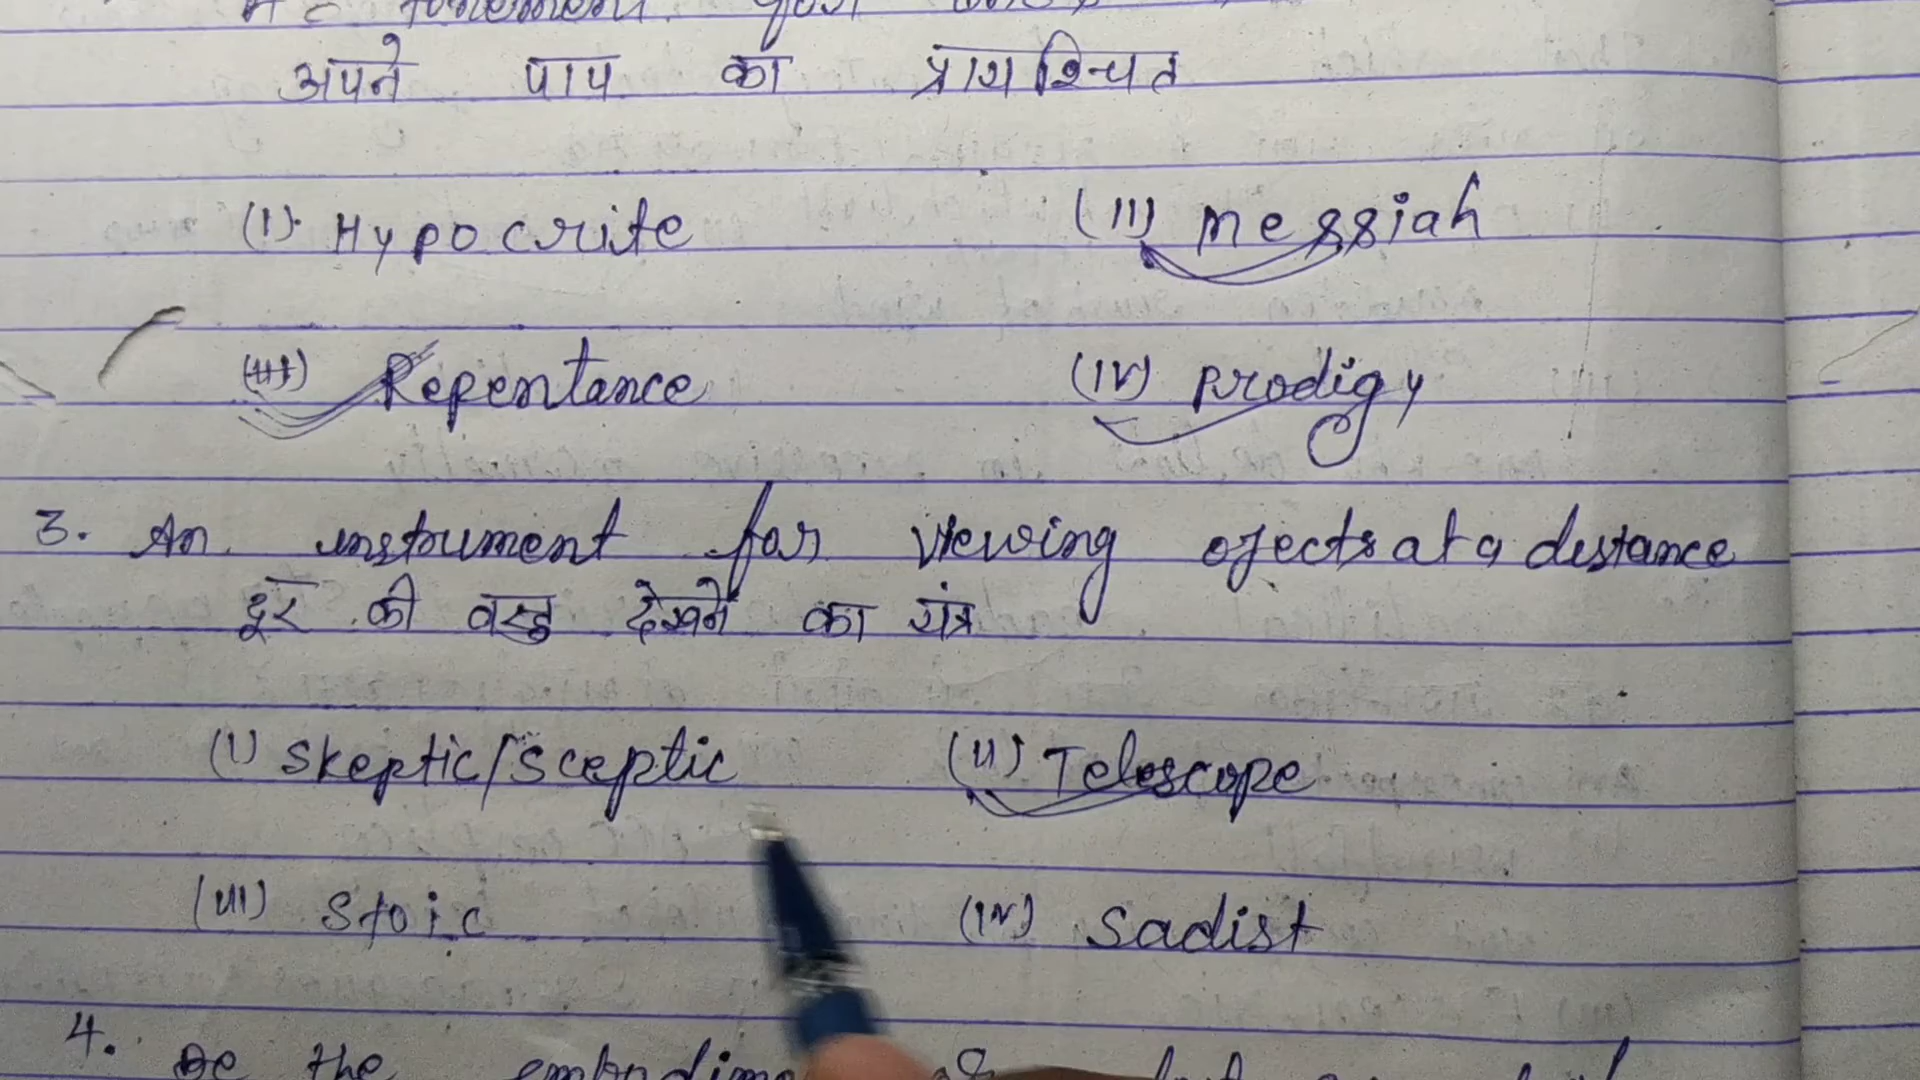 अपने पाप का प्रायश्चित
(I) Hypocrite (II) Messiah
(III) Repentance (IV) Prodigy
3. An instrument for viewing ojects at a distance
दूर की वस्तु देखने का यंत्र
(I) Skeptic/Sceptic (II) Telescope
(III) Stoic (IV) Sadist
4. Be the